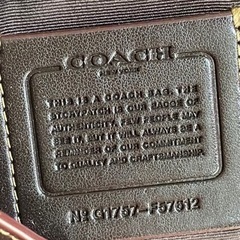 COACH
NEW YORK
THIS IS A COACH BAG. THE
STORYPATCH IS OUR BADGE OF
AUTHENTICITY. FEW PEOPLE MAY
SEE IT BUT IT WILL ALWAYS BE A
REMINDER OF OUR COMMITMENT
TO QUALITY AND CRAFTSMANSHIP.
Nº G1757-F57612